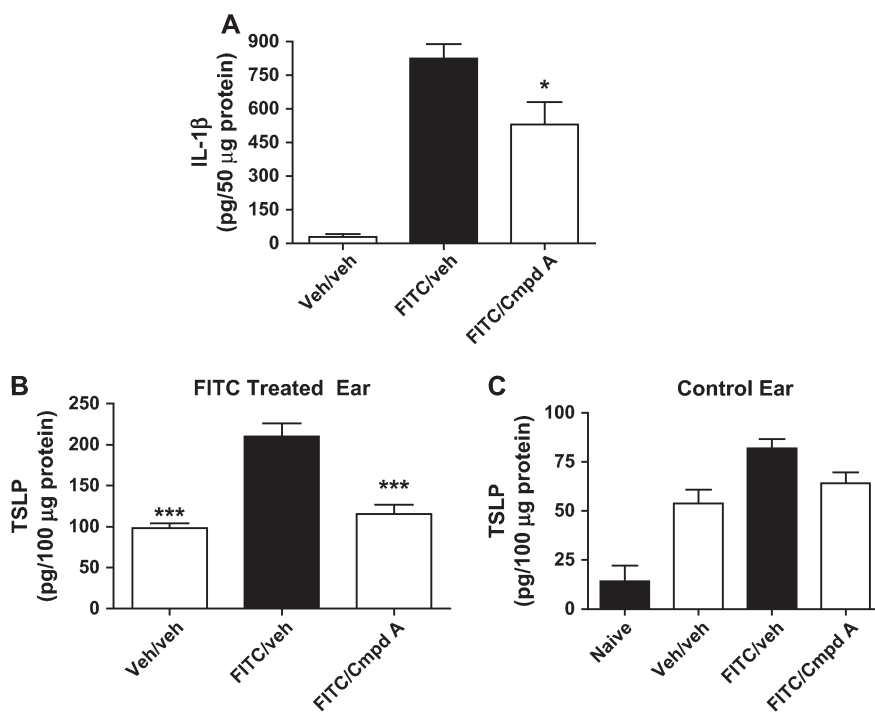 A
900
750
600
450
300
150
0
IL-1β
(pg/50 μg protein)
*
Veh/veh
FITC/veh
FITC/Cmpd A
B
FITC Treated Ear
250
200
150
100
50
0
TSLP
(pg/100 μg protein)
***
***
Veh/veh
FITC/veh
FITC/Cmpd A
C
Control Ear
100
75
50
25
0
TSLP
(pg/100 μg protein)
Naive
Veh/veh
FITC/veh
FITC/Cmpd A